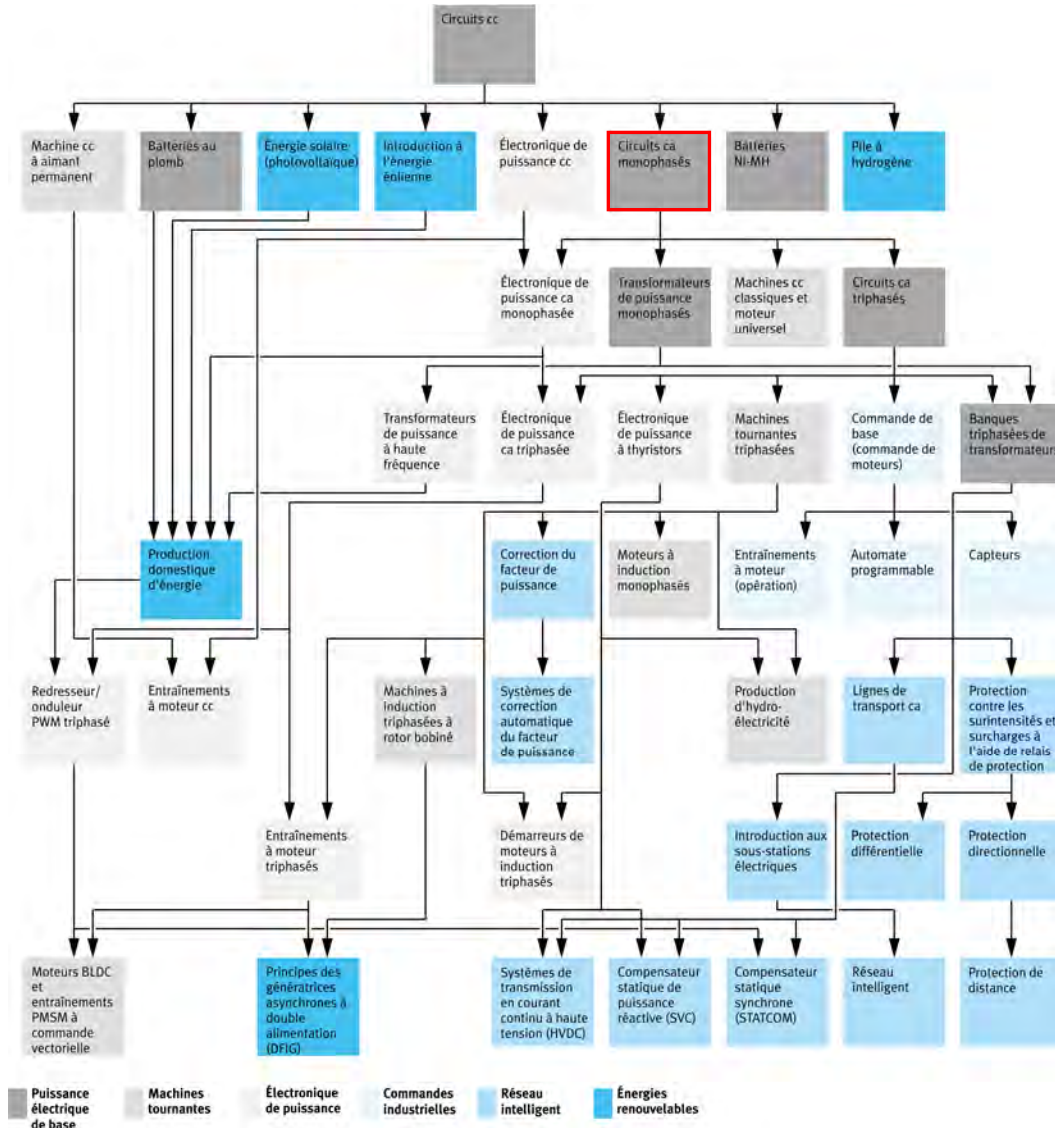 Circuits cc
Machine cc
à aimant
permanent
Batteries au
plomb
Énergie solaire
(photovoltaïque)
Introduction à
l'énergie
éolienne
Électronique de
puissance cc
Circuits ca
monophasés
Batteries
NI-MH
Pile à
hydrogène
Électronique de
puissance ca
monophasée
Transformateurs
de puissance
monophasés
Machines cc
classiques et
moteur
universel
Circuits ca
triphasés
Transformateurs
de puissance
à haute
fréquence
Électronique
de puissance
ca triphasée
Électronique
de puissance
à thyristors
Machines
tournantes
triphasées
Commande de
base
(commande de
moteurs)
Banques
triphasées de
transformateurs
Production
domestique
d'énergie
Correction du
facteur de
puissance
Moteurs à
induction
monophasés
Entraînements
à moteur
(opération)
Automate
programmable
Capteurs
Redresseur/
onduleur
PWM triphasé
Entraînements
à moteur cc
Machines à
induction
triphasées à
rotor bobiné
Systèmes de
correction
automatique
du facteur
de puissance
Production
d'hydro-
électricité
Lignes de
transport ca
Protection
contre les
surintensités et
surcharges à
l'aide de relais
de protection
Entraînements
à moteur
triphasés
Démarreurs de
moteurs à
induction
triphasés
Introduction aux
sous-stations
électriques
Protection
différentielle
Protection
directionnelle
Moteurs BLDC
et
entraînements
PMSM à
commande
vectorielle
Principes des
génératrices
asynchrones à
double
alimentation
(DFIG)
Systèmes de
transmission
en courant
continu à haute
tension (HVDC)
Compensateur
statique de
puissance
réactive (SVC)
Compensateur
statique
synchrone
(STATCOM)
Réseau
intelligent
Protection de
distance
Puissance
électrique
de base
Machines
tournantes
Électronique
de puissance
Commandes
industrielles
Réseau
intelligent
Énergies
renouvelables